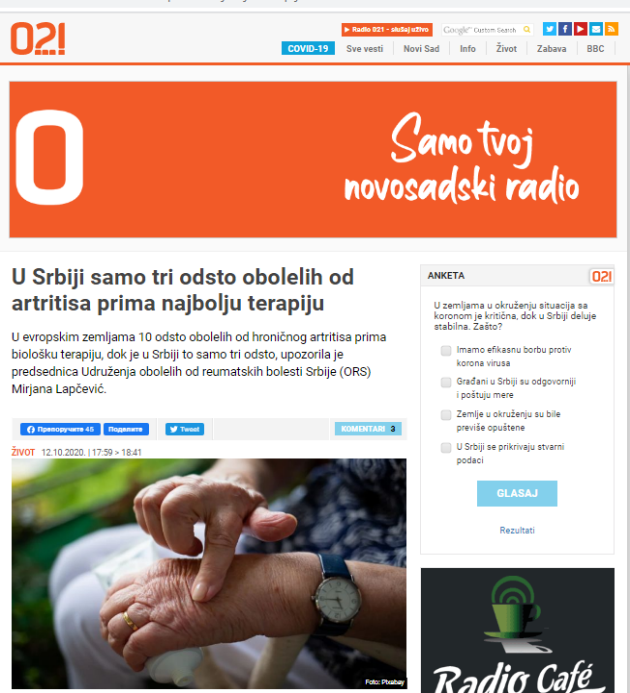 021
Radio 021 - slušaj uživo
Google Custom Search
COVID-19 Sve vesti Novi Sad Info Život Zabava BBC
O
Samo tvoj
novosadski radio
U Srbiji samo tri odsto obolelih od
artritisa prima najbolju terapiju
U evropskim zemljama 10 odsto obolelih od hroničnog artritisa prima
biološku terapiju, dok je u Srbiji to samo tri odsto, upozorila je
predsednica Udruženja obolelih od reumatskih bolesti Srbije (ORS)
Mirjana Lapčević.
Препоручите 45 Поделите Tweet KOMENTARI 3
ŽIVOT 12.10.2020. | 17:59 > 18:41
Foto: Pixabay
ANKETA 021
U zemljama u okruženju situacija sa
koronom je kritična, dok u Srbiji deluje
stabilna. Zašto?
Imamo efikasnu borbu protiv
korona virusa
Građani u Srbiji su odgovorniji
i poštuju mere
Zemlje u okruženju su bile
previše opuštene
U Srbiji se prikrivaju stvarni
podaci
GLASAJ
Rezultati
Radio Café